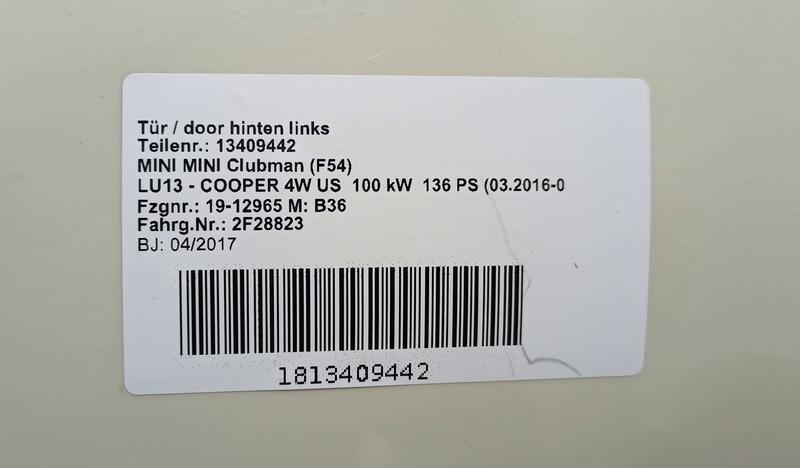 Tür / door hinten links
Teilenr.: 13409442
MINI MINI Clubman (F54)
LU13 - COOPER 4W US  100 kW  136 PS (03.2016-0
Fzgnr.: 19-12965 M: B36
Fahrg.Nr.: 2F28823
BJ: 04/2017
1813409442